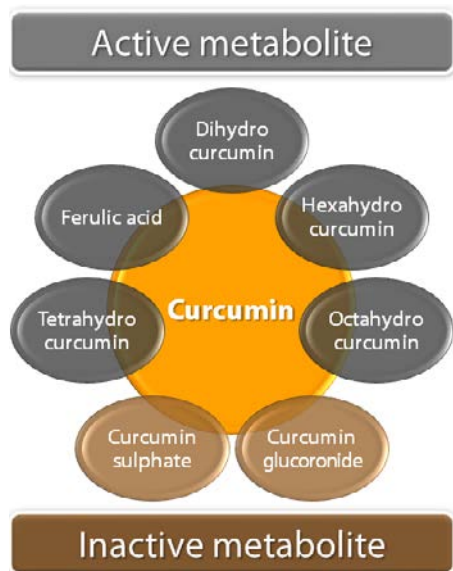 Active metabolite
Dihydro
curcumin
Ferulic acid
Hexahydro
curcumin
Curcumin
Tetrahydro
curcumin
Octahydro
curcumin
Curcumin
sulphate
Curcumin
glucoronide
Inactive metabolite